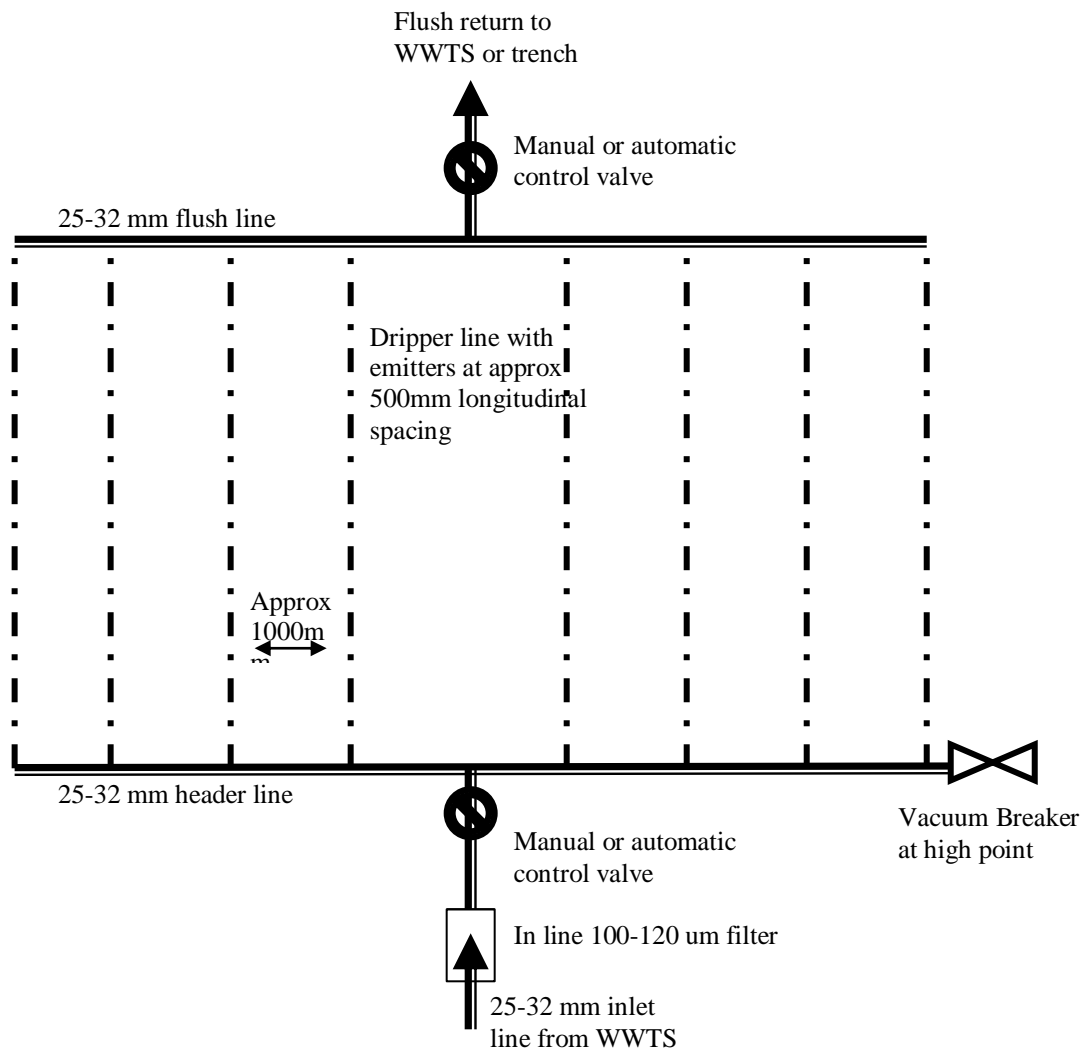 Flush return to
WWTS or trench
Manual or automatic
control valve
25-32 mm flush line
Dripper line with
emitters at approx
500mm longitudinal
spacing
Approx
1000m
m
25-32 mm header line
Vacuum Breaker
at high point
Manual or automatic
control valve
In line 100-120 um filter
25-32 mm inlet
line from WWTS